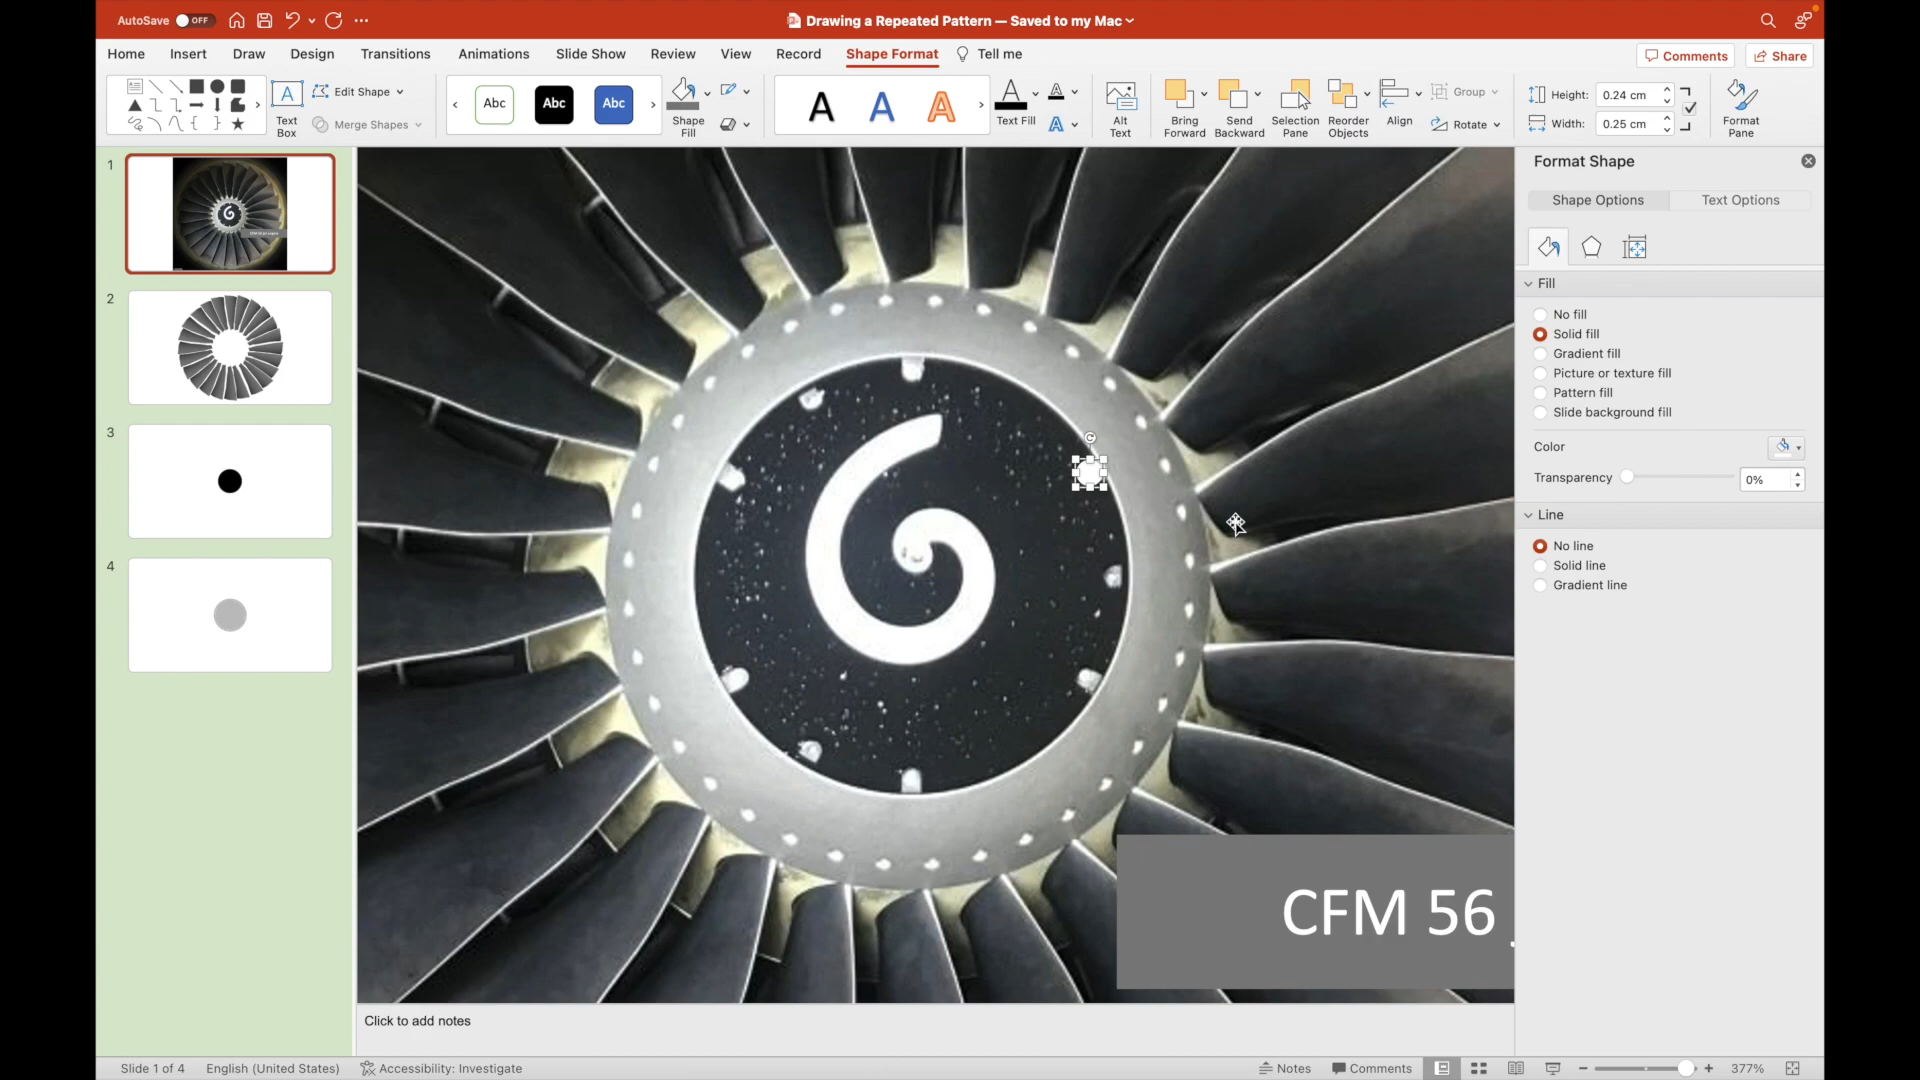 AutoSave OFF
Drawing a Repeated Pattern — Saved to my Mac
Home Insert Draw Design Transitions Animations Slide Show Review View Record Shape Format Tell me
Comments Share
Text Box
Edit Shape
Merge Shapes
Abc Abc Abc
Shape Fill
A A A
Text Fill
Alt Text
Bring Forward
Send Backward
Selection Pane
Reorder Objects
Align
Group
Rotate
Height: 0.24 cm
Width: 0.25 cm
Format Pane
1
2
3
4
CFM 56
Format Shape
Shape Options Text Options
Fill
No fill
Solid fill
Gradient fill
Picture or texture fill
Pattern fill
Slide background fill
Color
Transparency 0%
Line
No line
Solid line
Gradient line
Click to add notes
Slide 1 of 4 English (United States) Accessibility: Investigate Notes Comments 377%